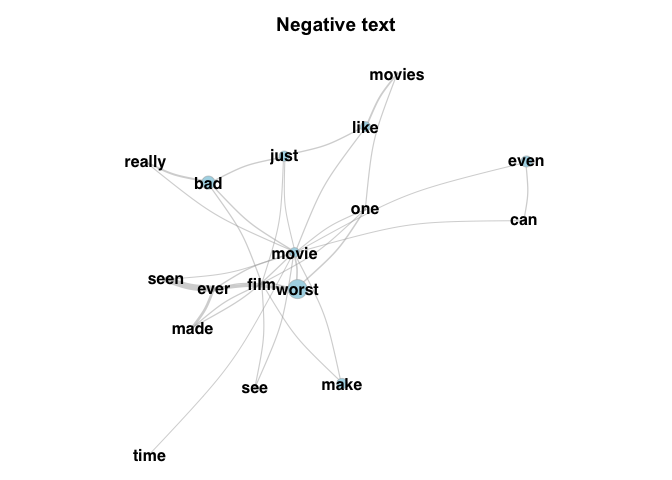 Negative text
movies
like
just
really
even
bad
one
can
movie
seen
ever
film
worst
made
see
make
time